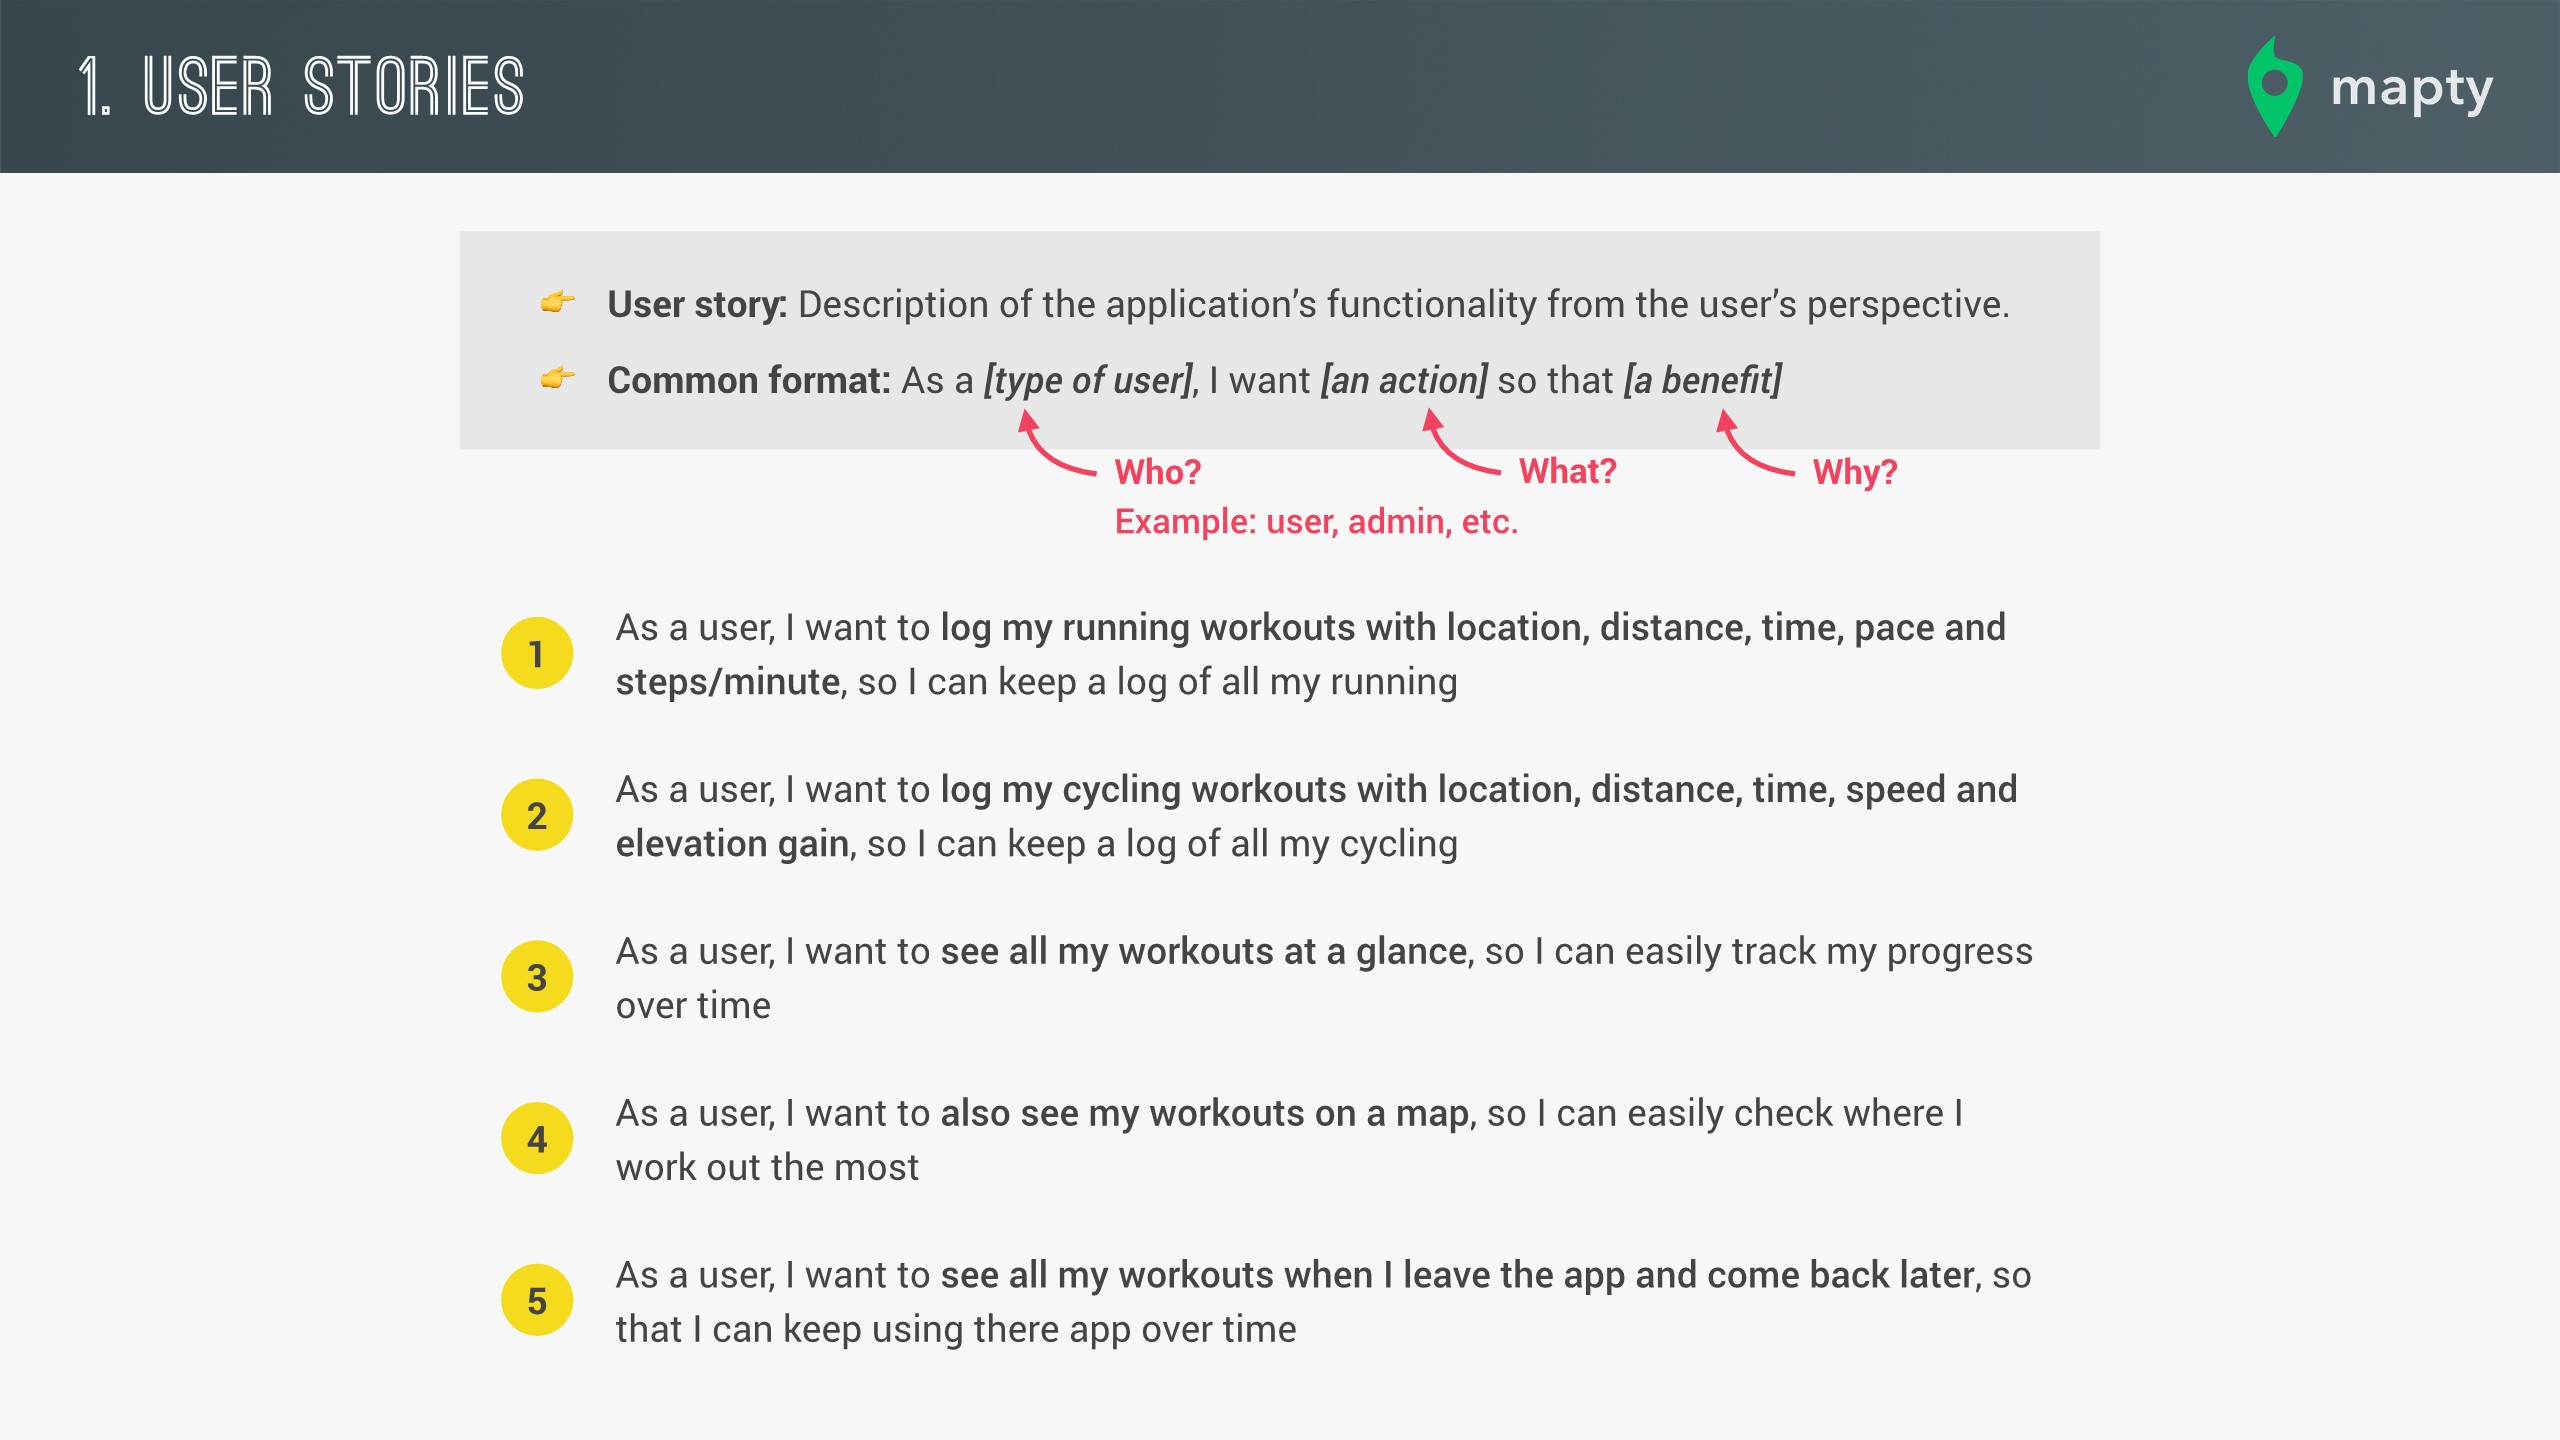 1. USER STORIES
mapty
👉 User story: Description of the application’s functionality from the user’s perspective.
👉 Common format: As a [type of user], I want [an action] so that [a benefit]
Who?
What?
Why?
Example: user, admin, etc.
1
As a user, I want to log my running workouts with location, distance, time, pace and
steps/minute, so I can keep a log of all my running
2
As a user, I want to log my cycling workouts with location, distance, time, speed and
elevation gain, so I can keep a log of all my cycling
3
As a user, I want to see all my workouts at a glance, so I can easily track my progress
over time
4
As a user, I want to also see my workouts on a map, so I can easily check where I
work out the most
5
As a user, I want to see all my workouts when I leave the app and come back later, so
that I can keep using there app over time